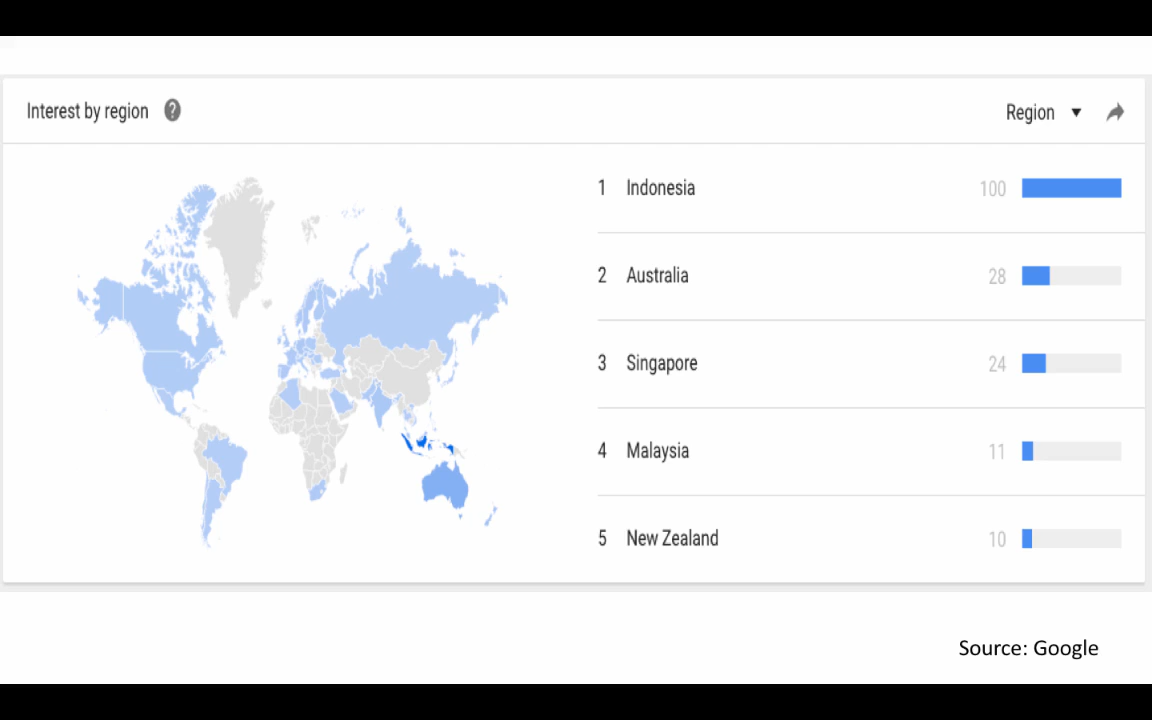 Interest by region ?
Region
1 Indonesia 100
2 Australia 28
3 Singapore 24
4 Malaysia 11
5 New Zealand 10
Source: Google